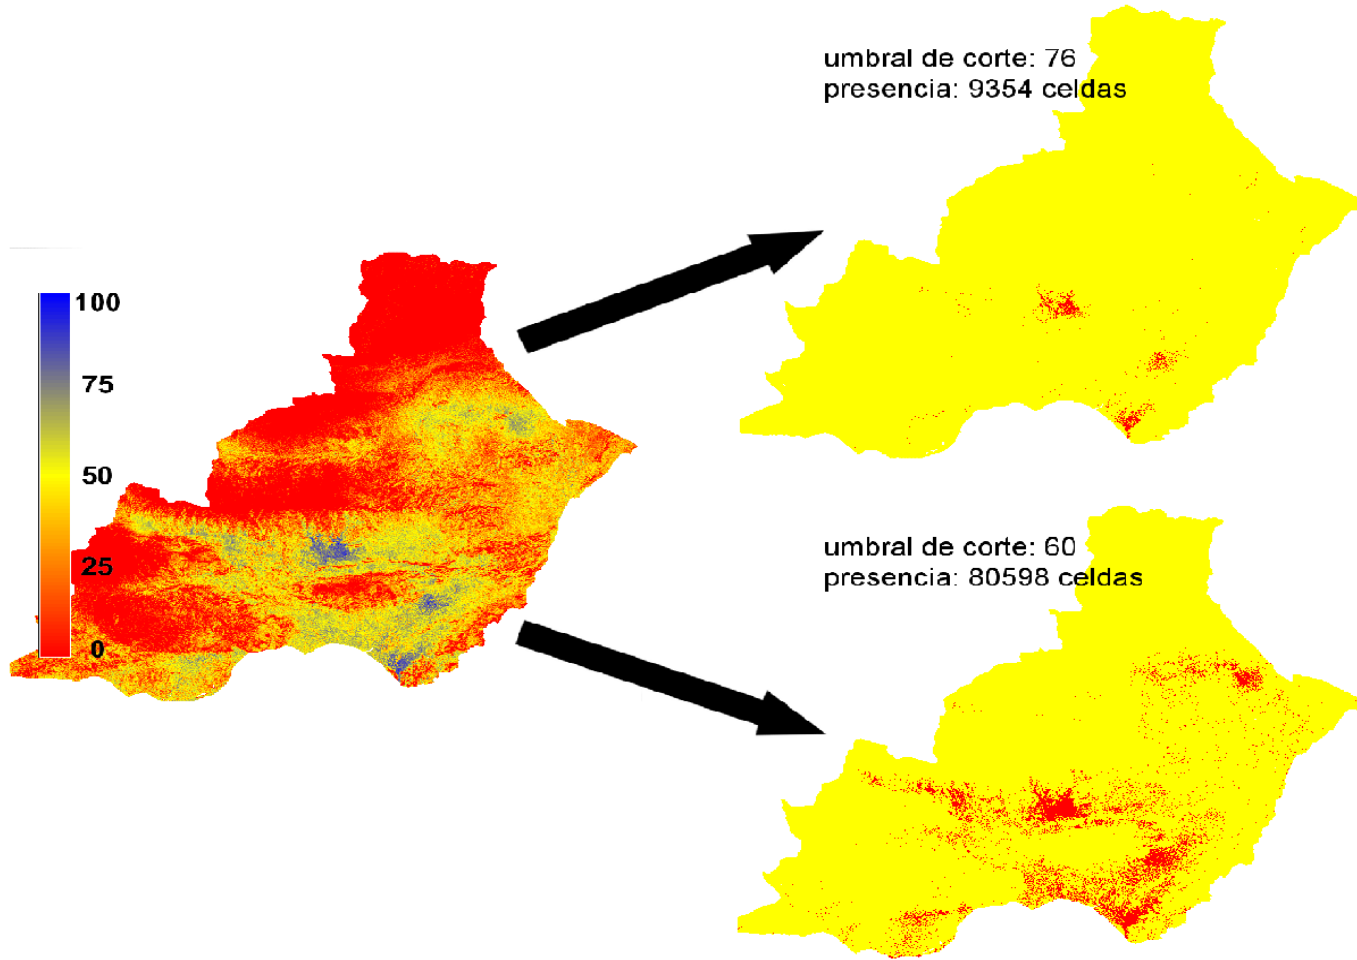 umbral de corte: 76
presencia: 9354 celdas
100
75
50
25
0
umbral de corte: 60
presencia: 80598 celdas